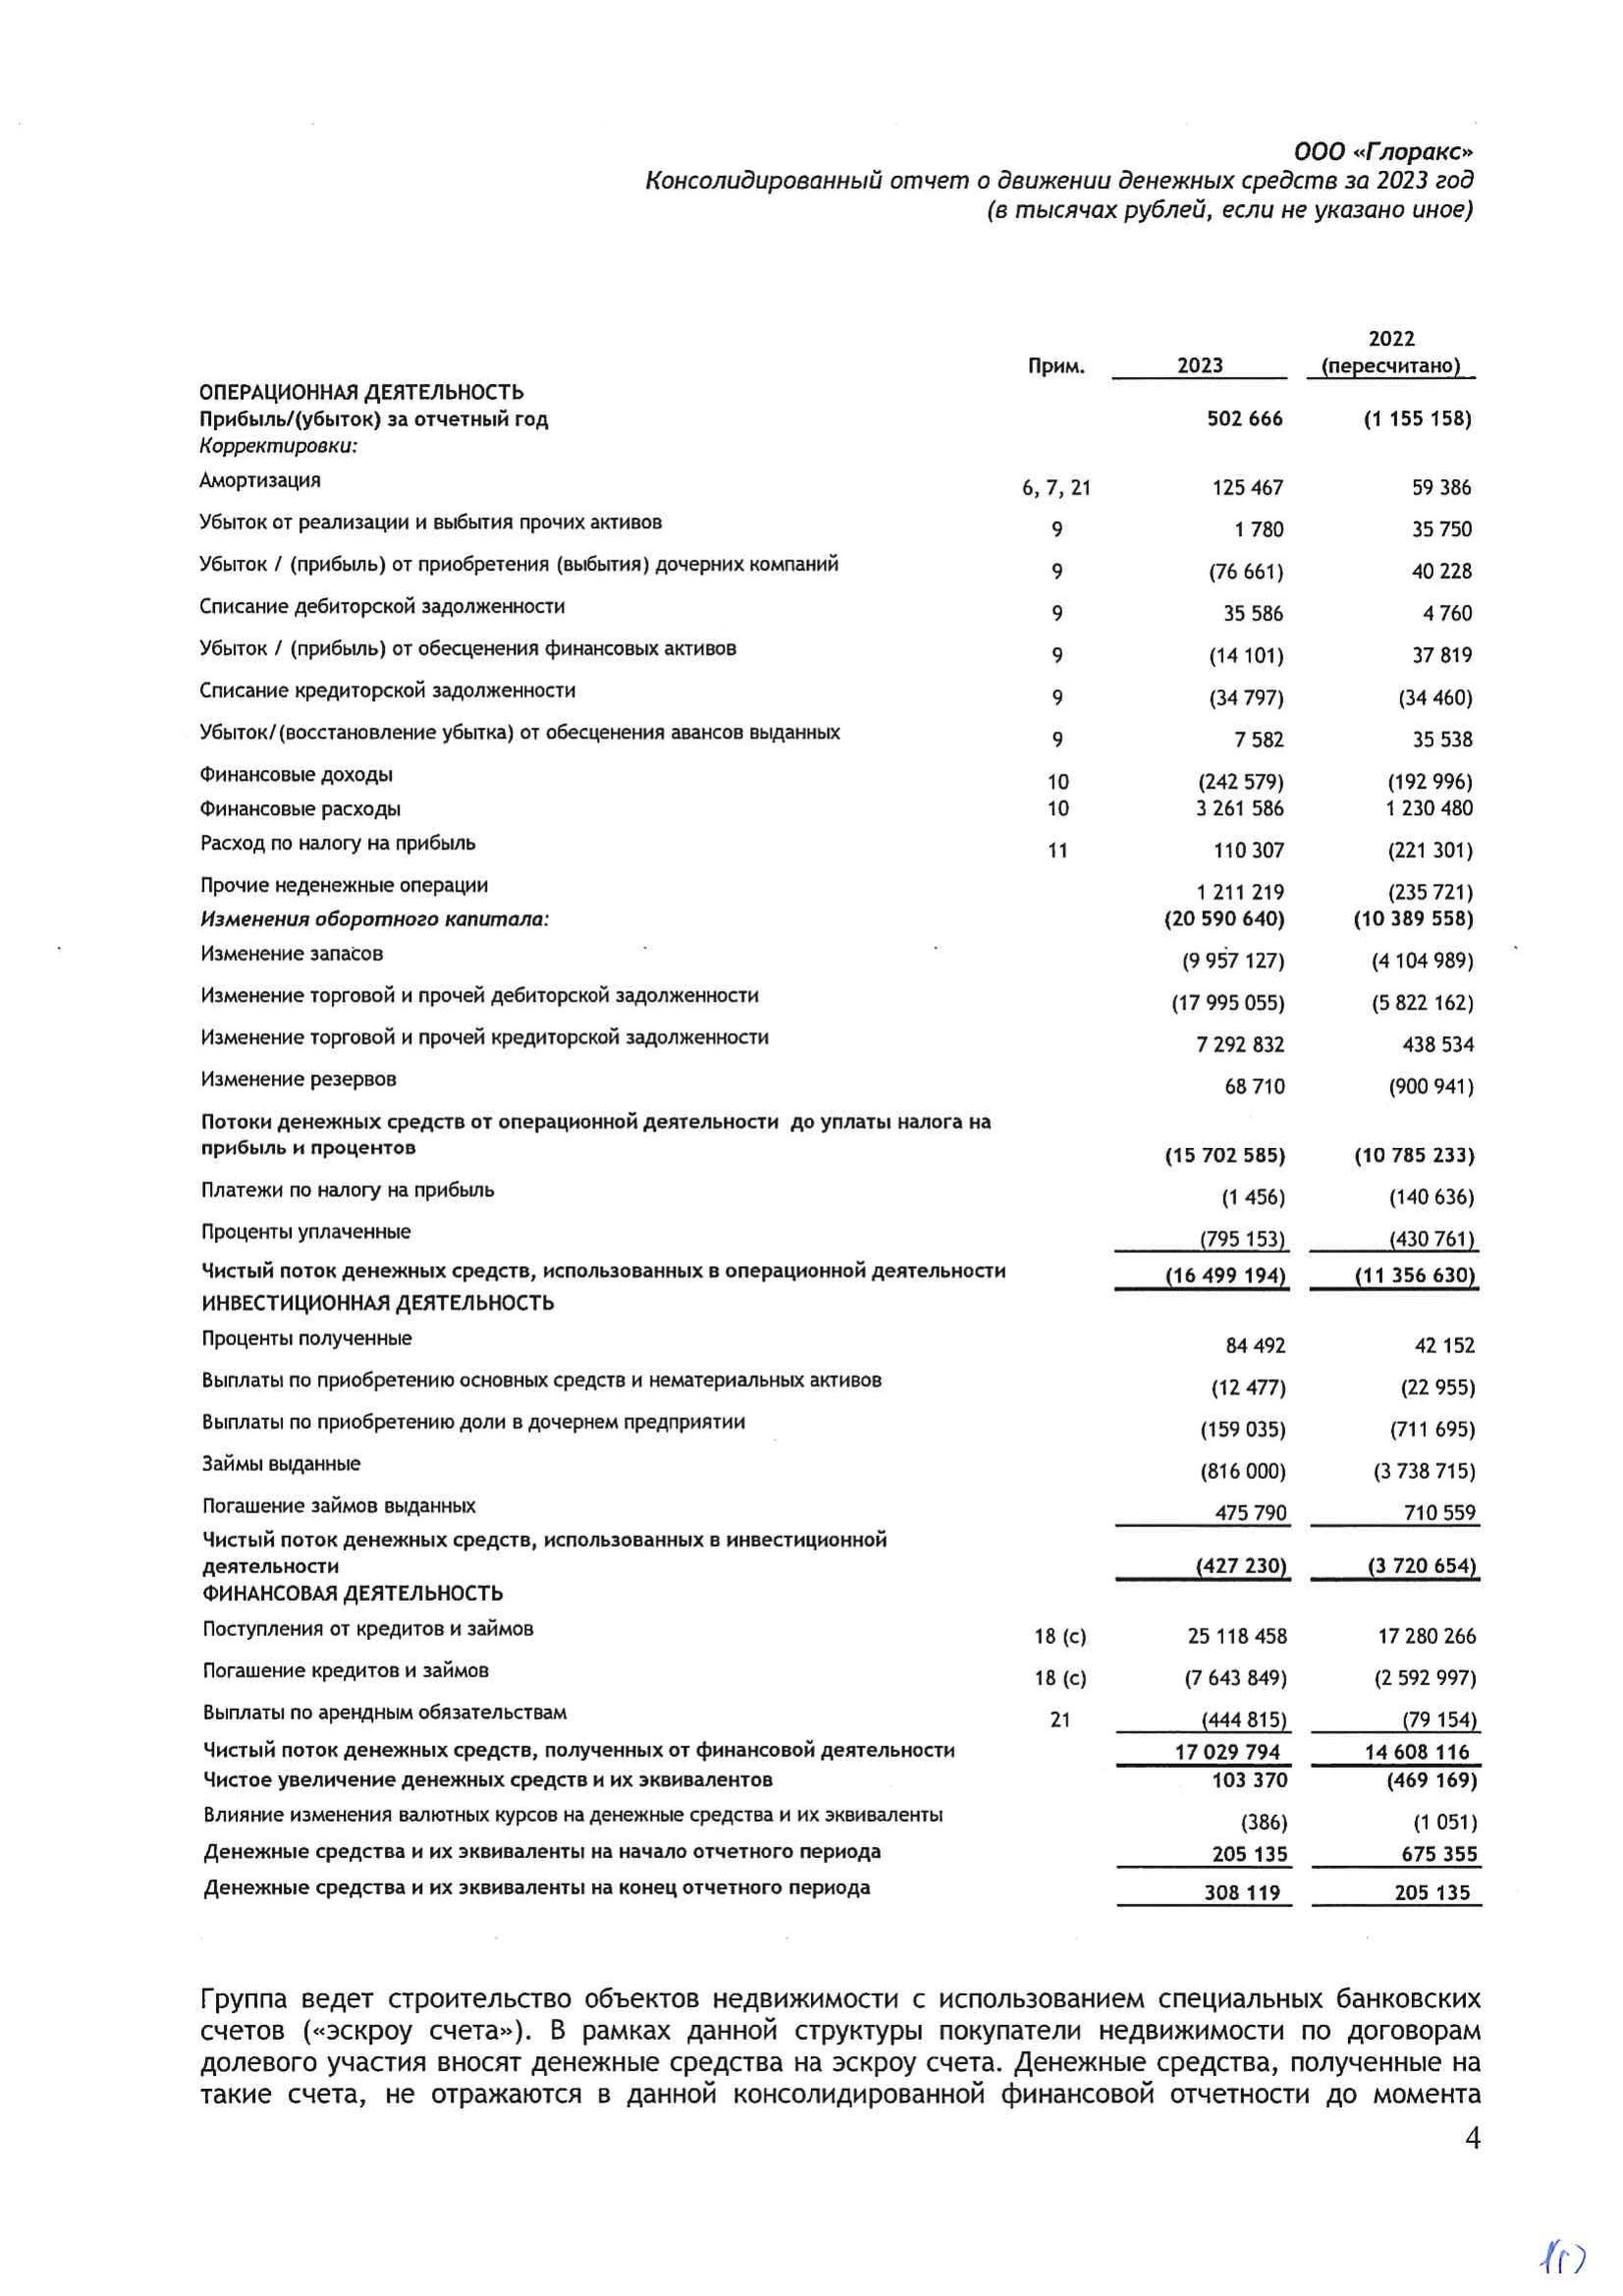 ООО «Глоракс»
Консолидированный отчет о движении денежных средств за 2023 год
(в тысячах рублей, если не указано иное)
2022
Прим. 2023 (пересчитано)
ОПЕРАЦИОННАЯ ДЕЯТЕЛЬНОСТЬ
Прибыль/(убыток) за отчетный год 502 666 (1 155 158)
Корректировки:
Амортизация 6, 7, 21 125 467 59 386
Убыток от реализации и выбытия прочих активов 9 1 780 35 750
Убыток / (прибыль) от приобретения (выбытия) дочерних компаний 9 (76 661) 40 228
Списание дебиторской задолженности 9 35 586 4 760
Убыток / (прибыль) от обесценения финансовых активов 9 (14 101) 37 819
Списание кредиторской задолженности 9 (34 797) (34 460)
Убыток/(восстановление убытка) от обесценения авансов выданных 9 7 582 35 538
Финансовые доходы 10 (242 579) (192 996)
Финансовые расходы 10 3 261 586 1 230 480
Расход по налогу на прибыль 11 110 307 (221 301)
Прочие неденежные операции 1 211 219 (235 721)
Изменения оборотного капитала: (20 590 640) (10 389 558)
Изменение запасов (9 957 127) (4 104 989)
Изменение торговой и прочей дебиторской задолженности (17 995 055) (5 822 162)
Изменение торговой и прочей кредиторской задолженности 7 292 832 438 534
Изменение резервов 68 710 (900 941)
Потоки денежных средств от операционной деятельности до уплаты налога на
прибыль и процентов (15 702 585) (10 785 233)
Платежи по налогу на прибыль (1 456) (140 636)
Проценты уплаченные (795 153) (430 761)
Чистый поток денежных средств, использованных в операционной деятельности (16 499 194) (11 356 630)
ИНВЕСТИЦИОННАЯ ДЕЯТЕЛЬНОСТЬ
Проценты полученные 84 492 42 152
Выплаты по приобретению основных средств и нематериальных активов (12 477) (22 955)
Выплаты по приобретению доли в дочернем предприятии (159 035) (711 695)
Займы выданные (816 000) (3 738 715)
Погашение займов выданных 475 790 710 559
Чистый поток денежных средств, использованных в инвестиционной
деятельности (427 230) (3 720 654)
ФИНАНСОВАЯ ДЕЯТЕЛЬНОСТЬ
Поступления от кредитов и займов 18 (c) 25 118 458 17 280 266
Погашение кредитов и займов 18 (c) (7 643 849) (2 592 997)
Выплаты по арендным обязательствам 21 (444 815) (79 154)
Чистый поток денежных средств, полученных от финансовой деятельности 17 029 794 14 608 116
Чистое увеличение денежных средств и их эквивалентов 103 370 (469 169)
Влияние изменения валютных курсов на денежные средства и их эквиваленты (386) (1 051)
Денежные средства и их эквиваленты на начало отчетного периода 205 135 675 355
Денежные средства и их эквиваленты на конец отчетного периода 308 119 205 135
Группа ведет строительство объектов недвижимости с использованием специальных банковских
счетов («эскроу счета»). В рамках данной структуры покупатели недвижимости по договорам
долевого участия вносят денежные средства на эскроу счета. Денежные средства, полученные на
такие счета, не отражаются в данной консолидированной финансовой отчетности до момента
4